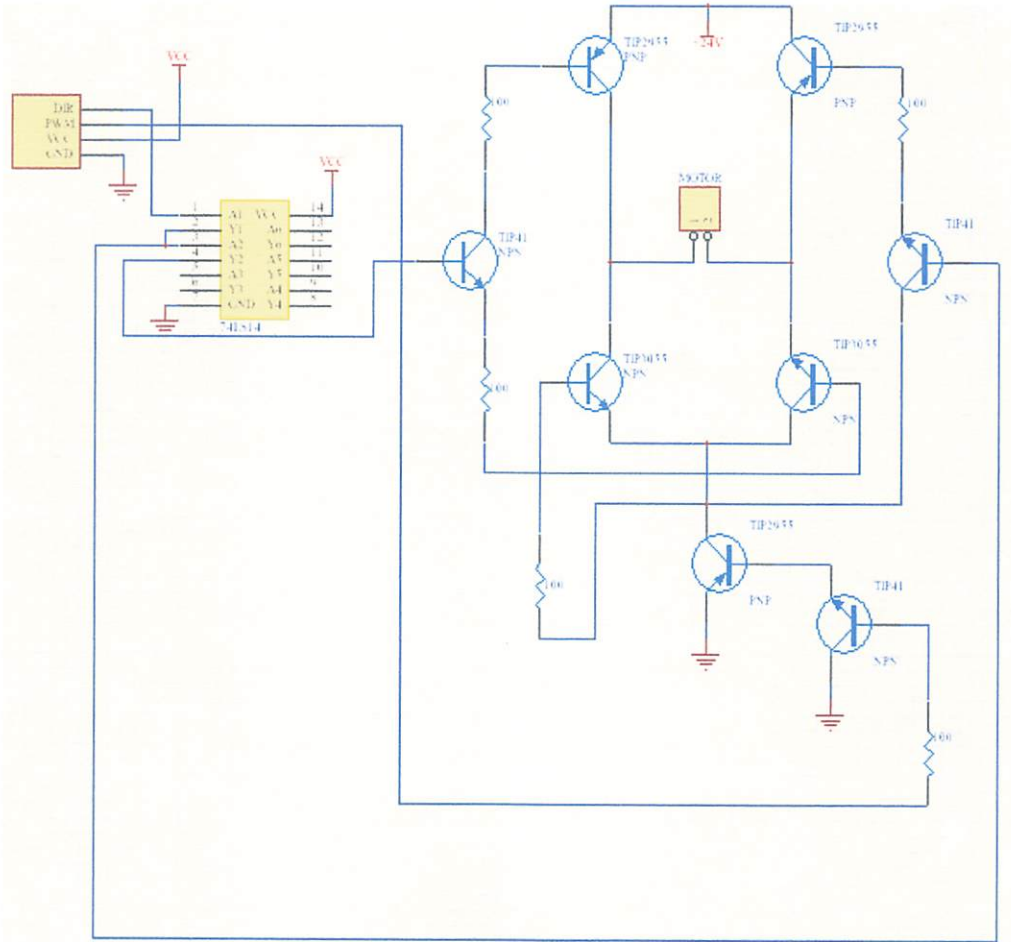 TIP2955
PNP
24V
TIP2955
PNP
VCC
DIR
PWM
VCC
GND
100
100
VCC
MOTOR
1 A1 VCC 14
2 Y1 A6 13
3 A2 Y6 12
4 Y2 A5 11
5 A3 Y5 10
6 Y3 A4 9
GND Y4 8
74LS14
TIP41
NPN
TIP41
NPN
100
TIP3055
NPN
TIP3055
NPN
100
TIP2955
PNP
TIP41
NPN
100